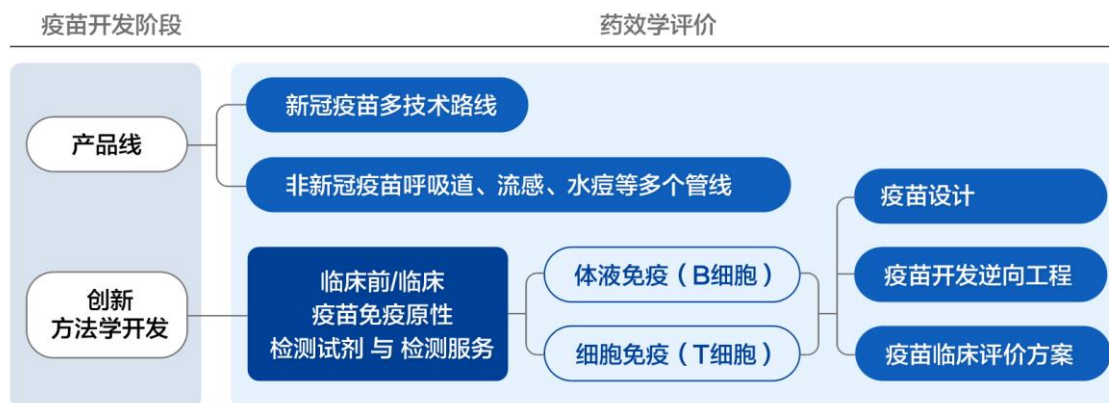 疫苗开发阶段
药效学评价
产品线
新冠疫苗多技术路线
非新冠疫苗呼吸道、流感、水痘等多个管线
创新
方法学开发
临床前/临床
疫苗免疫原性
检测试剂 与 检测服务
体液免疫（B细胞）
细胞免疫（T细胞）
疫苗设计
疫苗开发逆向工程
疫苗临床评价方案